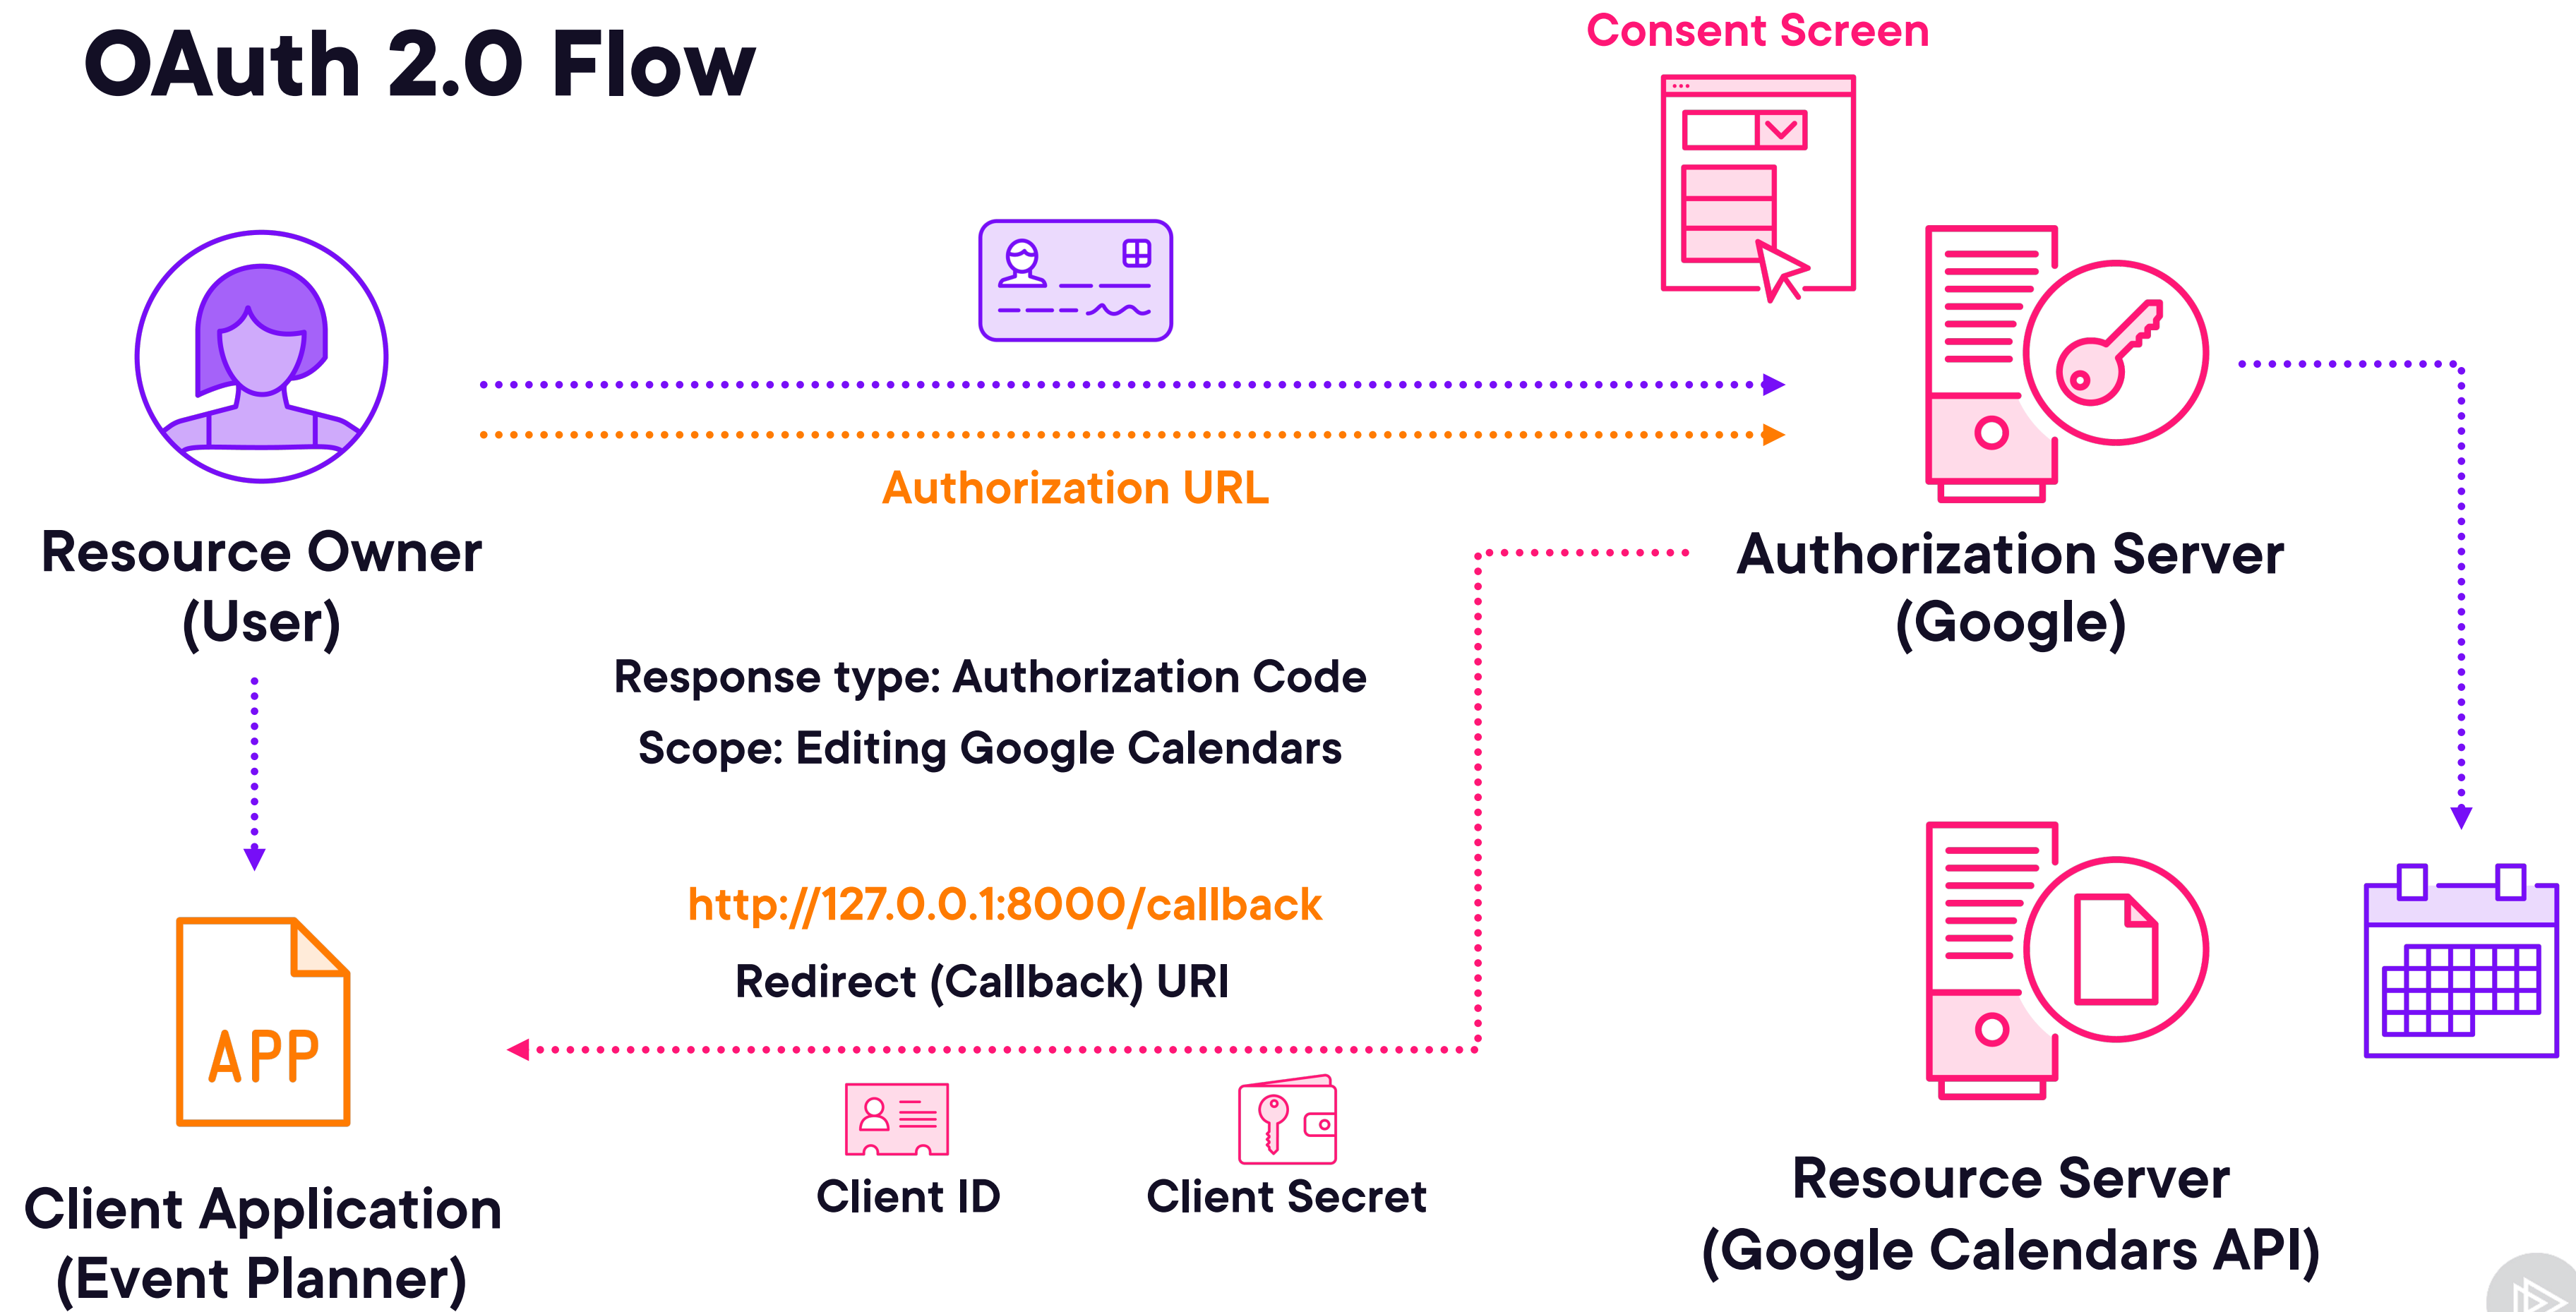 OAuth 2.0 Flow
Consent Screen
Authorization URL
Resource Owner
(User)
Authorization Server
(Google)
Response type: Authorization Code
Scope: Editing Google Calendars
http://127.0.0.1:8000/callback
Redirect (Callback) URI
APP
Client ID
Client Secret
Client Application
(Event Planner)
Resource Server
(Google Calendars API)